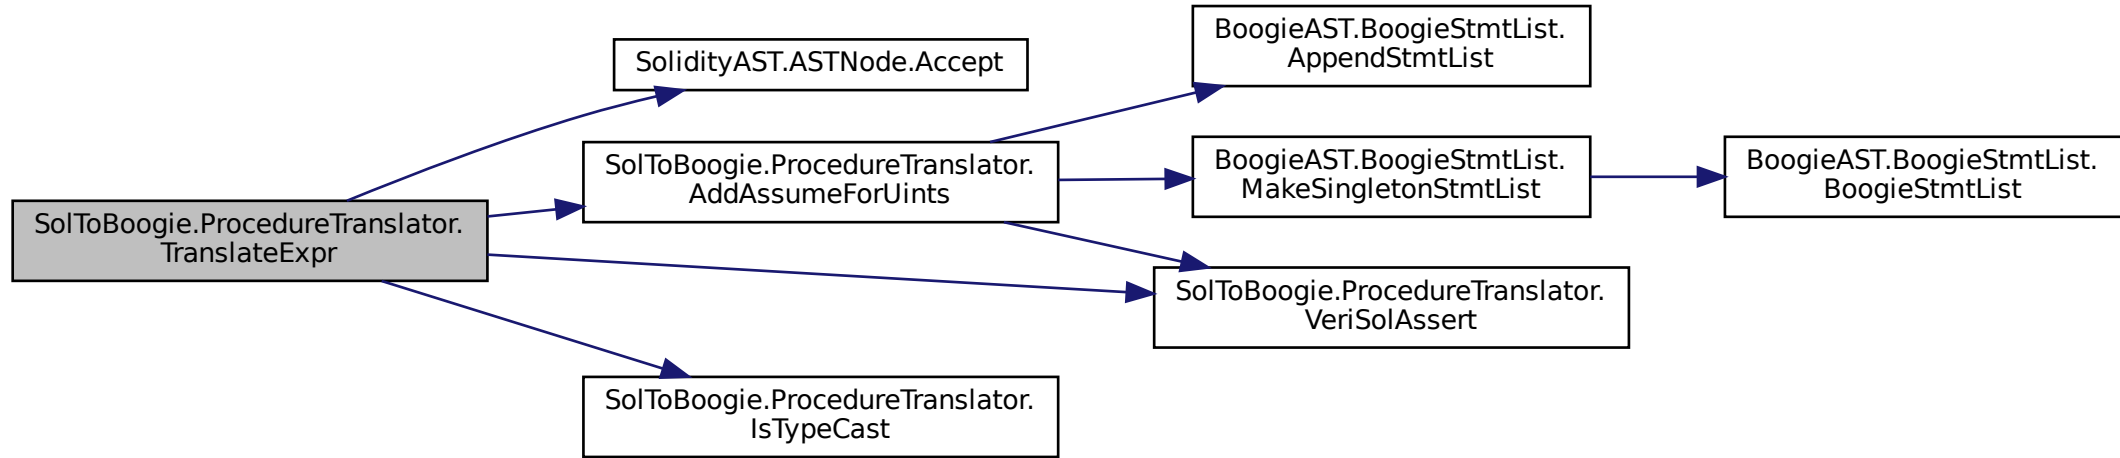 SolToBoogie.ProcedureTranslator.
TranslateExpr
SolidityAST.ASTNode.Accept
SolToBoogie.ProcedureTranslator.
AddAssumeForUints
SolToBoogie.ProcedureTranslator.
IsTypeCast
BoogieAST.BoogieStmtList.
AppendStmtList
BoogieAST.BoogieStmtList.
MakeSingletonStmtList
SolToBoogie.ProcedureTranslator.
VeriSolAssert
BoogieAST.BoogieStmtList.
BoogieStmtList